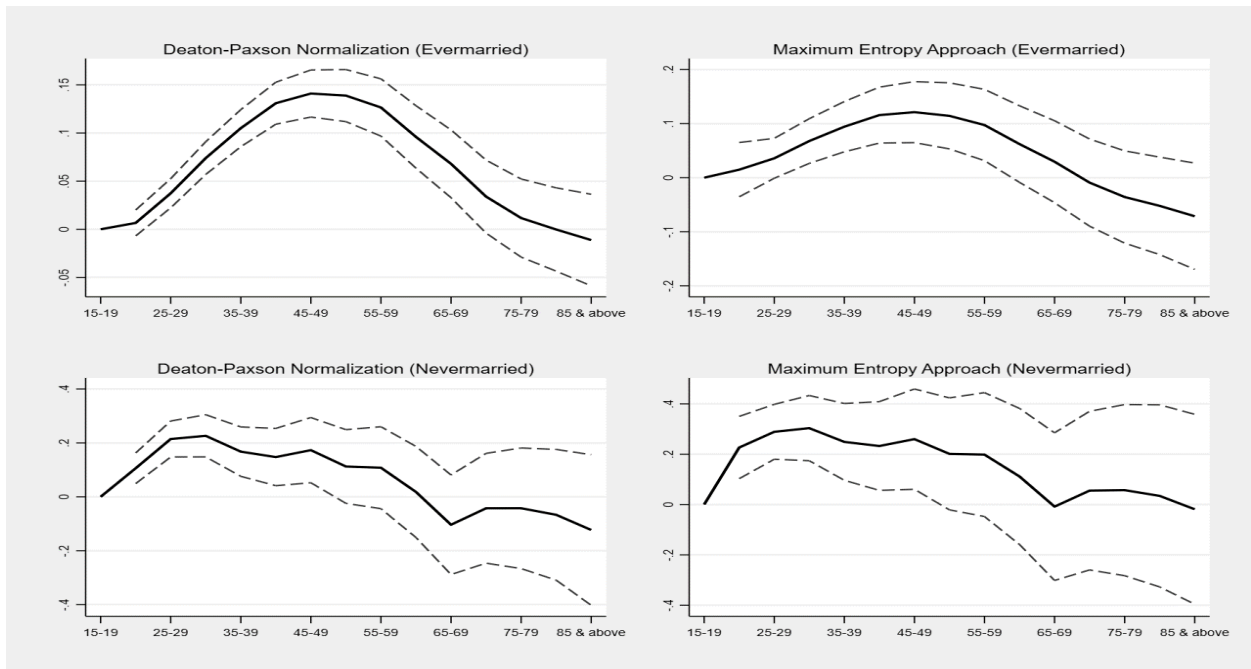 Deaton-Paxson Normalization (Evermarried)
.15
.1
.05
0
-.05
15-19 25-29 35-39 45-49 55-59 65-69 75-79 85 & above
Maximum Entropy Approach (Evermarried)
.2
.1
0
-.1
-.2
15-19 25-29 35-39 45-49 55-59 65-69 75-79 85 & above
Deaton-Paxson Normalization (Nevermarried)
.4
.2
0
-.2
-.4
15-19 25-29 35-39 45-49 55-59 65-69 75-79 85 & above
Maximum Entropy Approach (Nevermarried)
.4
.2
0
-.2
-.4
15-19 25-29 35-39 45-49 55-59 65-69 75-79 85 & above